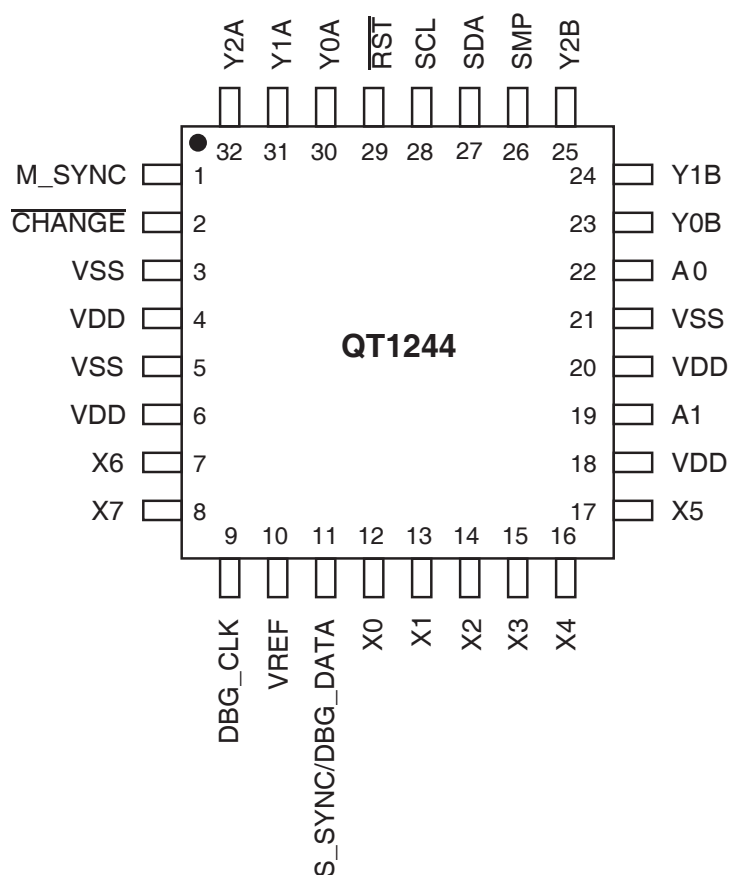 Y2A
Y1A
Y0A
RST
SCL
SDA
SMP
Y2B
32
31
30
29
28
27
26
25
M_SYNC
1
24
Y1B
CHANGE
2
23
Y0B
VSS
3
22
A0
VDD
4
21
VSS
QT1244
VSS
5
20
VDD
VDD
6
19
A1
X6
7
18
VDD
X7
8
17
X5
9
10
11
12
13
14
15
16
DBG_CLK
VREF
S_SYNC/DBG_DATA
X0
X1
X2
X3
X4